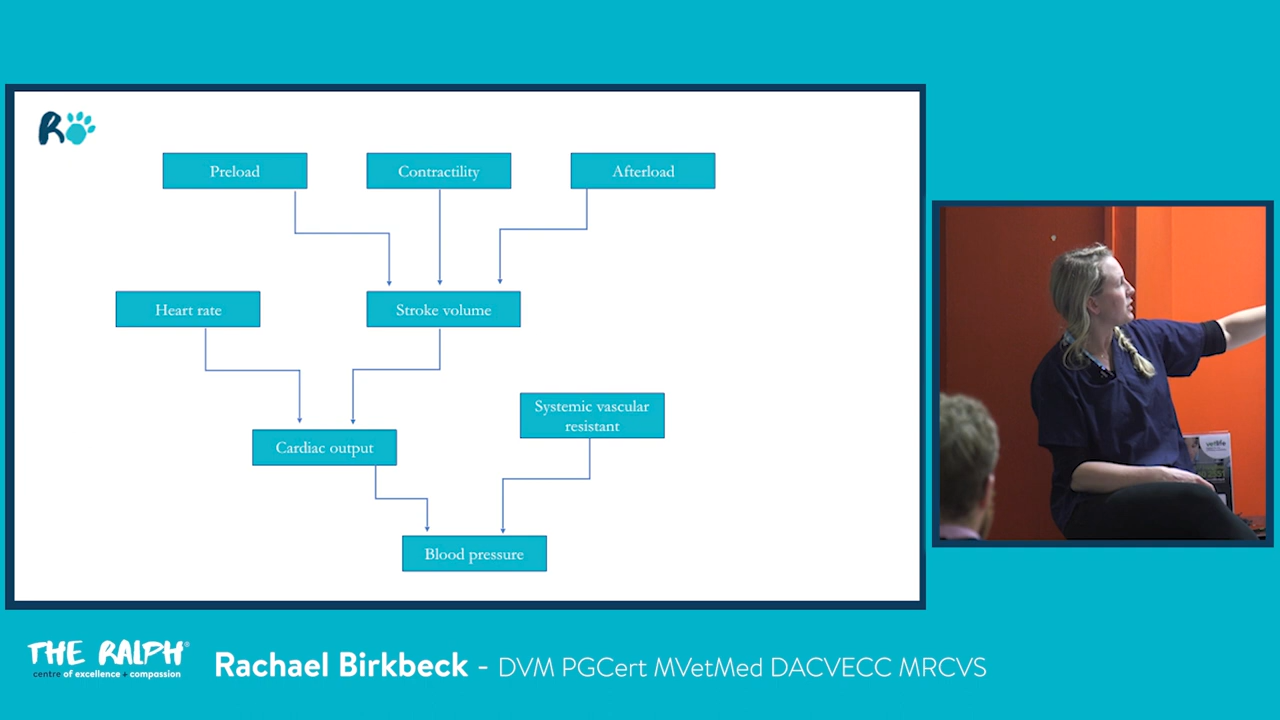 R
Preload
Contractility
Afterload
Heart rate
Stroke volume
Systemic vascular
resistant
Cardiac output
Blood pressure
vetlife
THE RALPH®
centre of excellence + compassion
Rachael Birkbeck - DVM PGCert MVetMed DACVECC MRCVS